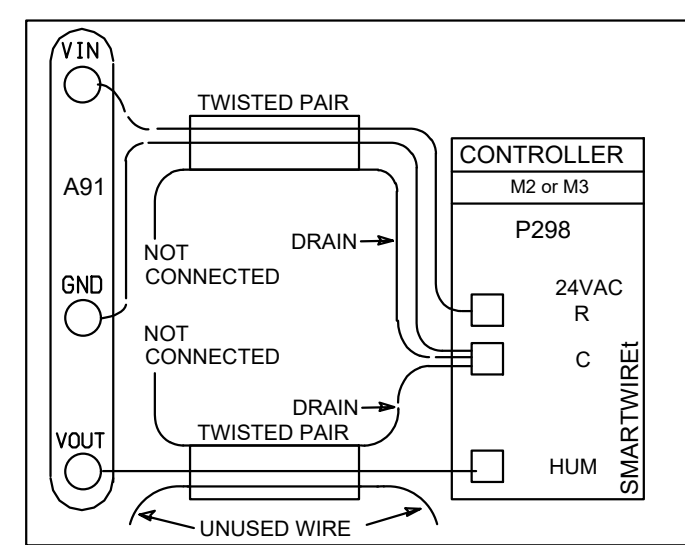 VIN
TWISTED PAIR
CONTROLLER
M2 or M3
A91
P298
DRAIN
NOT
CONNECTED
GND
24VAC
R
NOT
CONNECTED
C
SMARTWIREt
DRAIN
TWISTED PAIR
VOUT
HUM
UNUSED WIRE